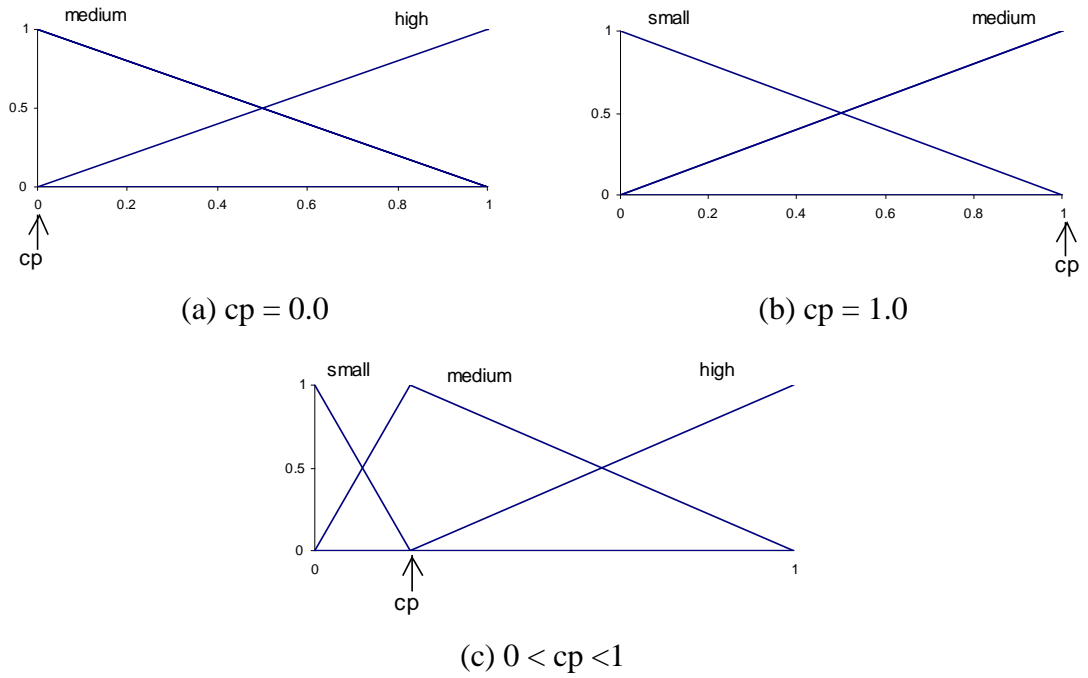 medium high
1
0.5
0
0 0.2 0.4 0.6 0.8 1
cp
(a) cp = 0.0
small medium
1
0.5
0
0 0.2 0.4 0.6 0.8 1
cp
(b) cp = 1.0
small medium high
1
0.5
0
0 1
cp
(c) 0 < cp <1